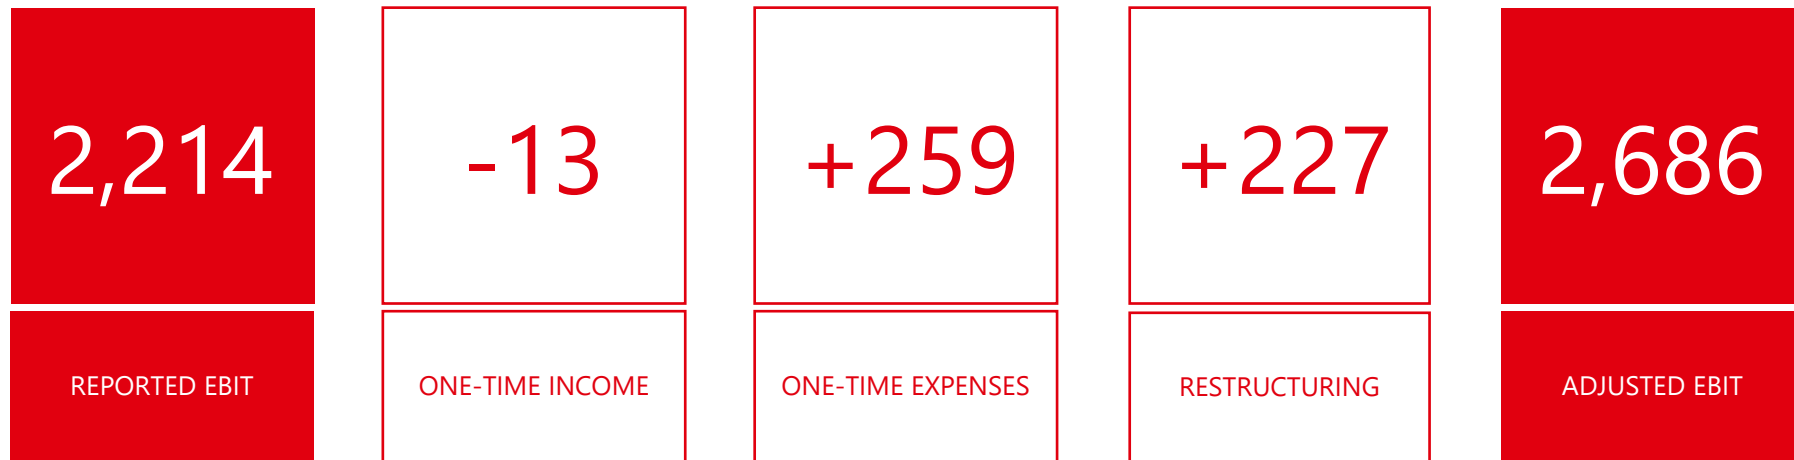 2,214
-13
+259
+227
2,686
REPORTED EBIT
ONE-TIME INCOME
ONE-TIME EXPENSES
RESTRUCTURING
ADJUSTED EBIT